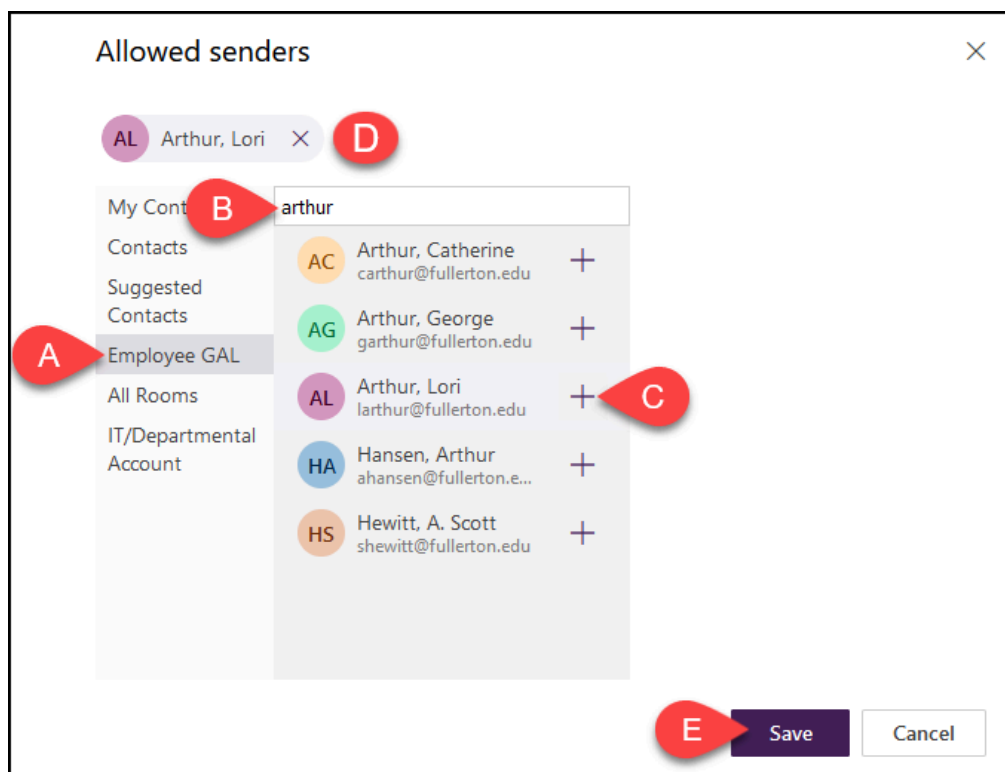 Allowed senders
AL Arthur, Lori D
My Cont B arthur
Contacts
Suggested
Contacts
A Employee GAL
All Rooms
IT/Departmental
Account
AC Arthur, Catherine
carthur@fullerton.edu
AG Arthur, George
garthur@fullerton.edu
AL Arthur, Lori C
larthur@fullerton.edu
HA Hansen, Arthur
ahansen@fullerton.e...
HS Hewitt, A. Scott
shewitt@fullerton.edu
E Save Cancel